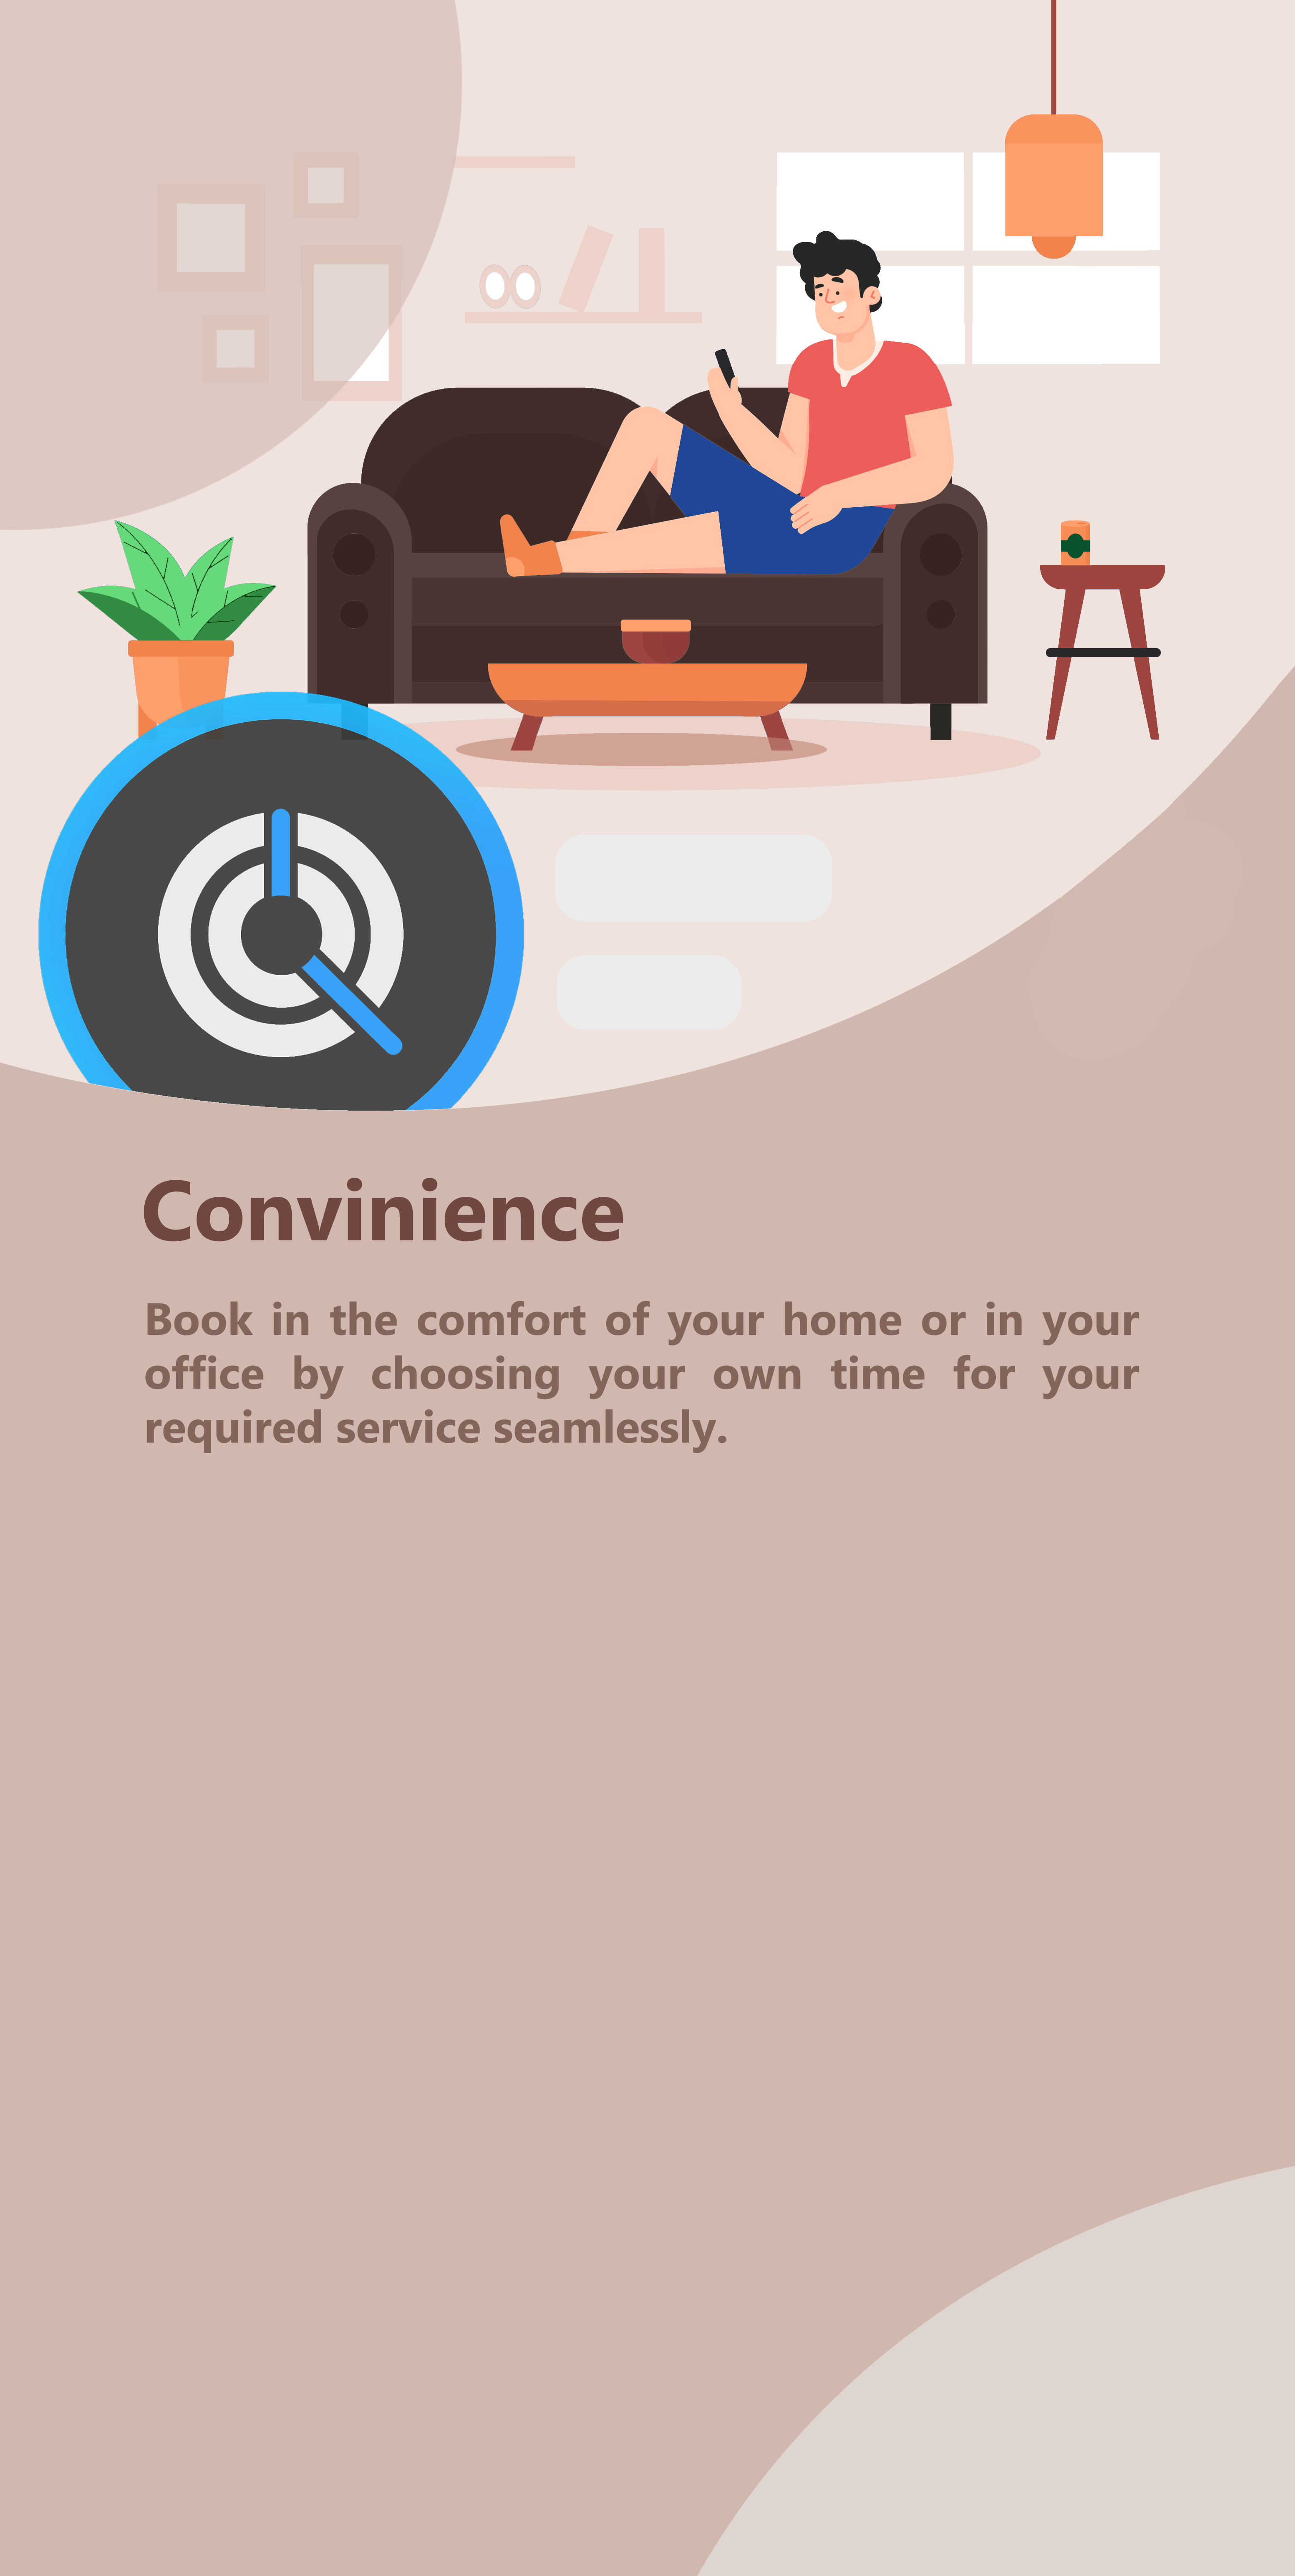 Convinience
Book in the comfort of your home or in your
office by choosing your own time for your
required service seamlessly.